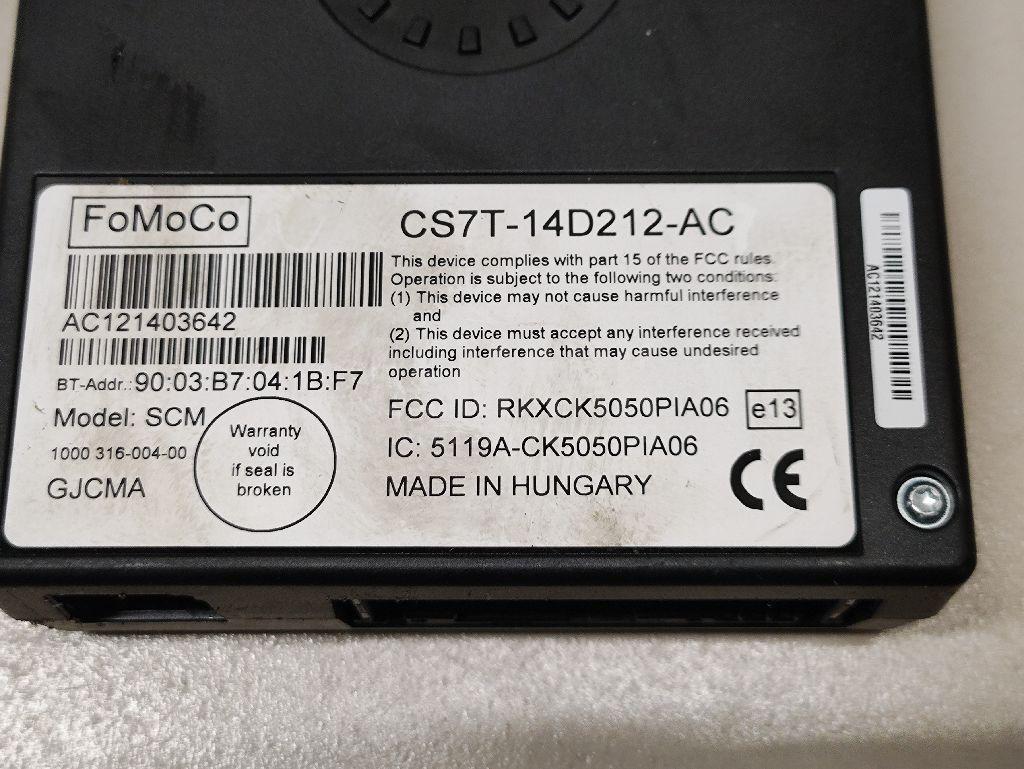 FoMoCo
CS7T-14D212-AC
AC121403642
BT-Addr.: 90:03:B7:04:1B:F7
Model: SCM
1000 316-004-00
GJCMA
Warranty
void
if seal is
broken
This device complies with part 15 of the FCC rules.
Operation is subject to the following two conditions:
(1) This device may not cause harmful interference
and
(2) This device must accept any interference received
including interference that may cause undesired
operation
FCC ID: RKXCK5050PIA06
e13
IC: 5119A-CK5050PIA06
MADE IN HUNGARY
CE
AC121403642